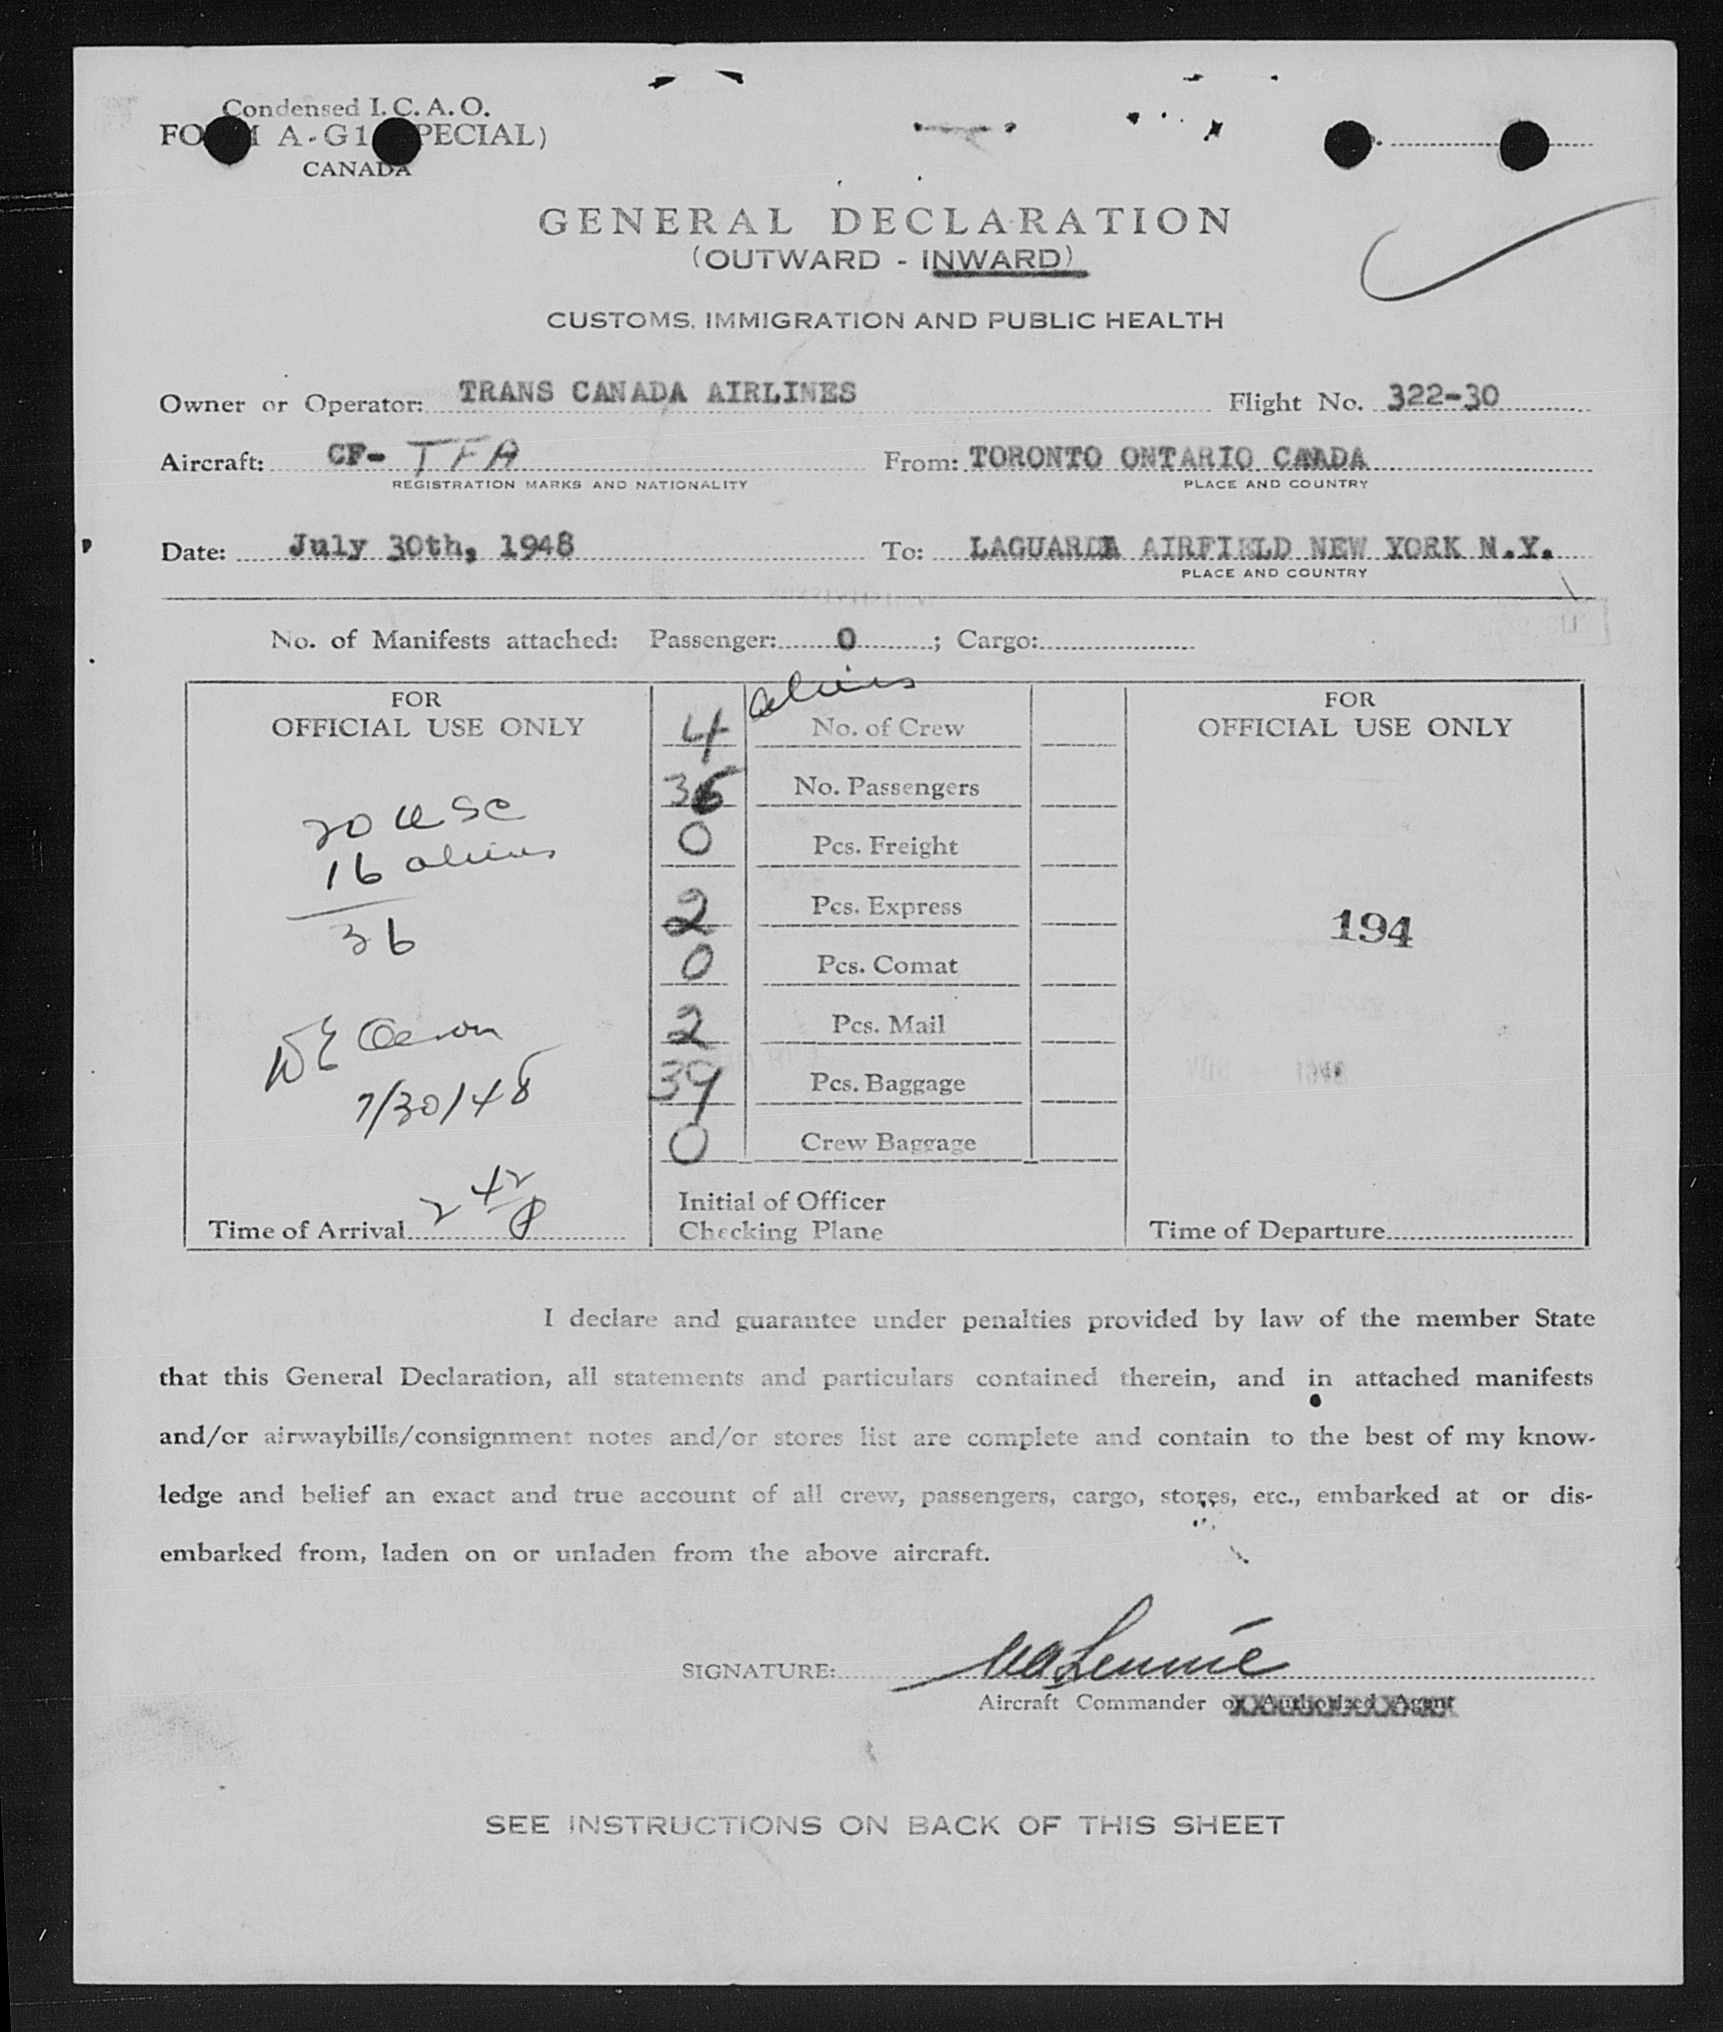 Condensed I. C. A. O.
FORM A-G1 (SPECIAL)
CANADA
GENERAL DECLARATION
(OUTWARD - INWARD)
CUSTOMS, IMMIGRATION AND PUBLIC HEALTH
Owner or Operator: TRANS CANADA AIRLINES Flight No. 322-30
Aircraft: CF- TFA From: TORONTO ONTARIO CANADA
REGISTRATION MARKS AND NATIONALITY PLACE AND COUNTRY
Date: July 30th, 1948 To: LAGUARDIA AIRFIELD NEW YORK N.Y.
PLACE AND COUNTRY
No. of Manifests attached: Passenger: 0 ; Cargo:
FOR
OFFICIAL USE ONLY
20 USC
16 aliens
36
7/30/48
Time of Arrival 2 42 P
aliens
4 No. of Crew
36 No. Passengers
0 Pcs. Freight
2 Pcs. Express
0 Pcs. Comat
2 Pcs. Mail
39 Pcs. Baggage
0 Crew Baggage
Initial of Officer
Checking Plane
FOR
OFFICIAL USE ONLY
194
Time of Departure
I declare and guarantee under penalties provided by law of the member State
that this General Declaration, all statements and particulars contained therein, and in attached manifests
and/or airwaybills/consignment notes and/or stores list are complete and contain to the best of my know-
ledge and belief an exact and true account of all crew, passengers, cargo, stores, etc., embarked at or dis-
embarked from, laden on or unladen from the above aircraft.
SIGNATURE: Lennie
Aircraft Commander or Authorized Agent
SEE INSTRUCTIONS ON BACK OF THIS SHEET